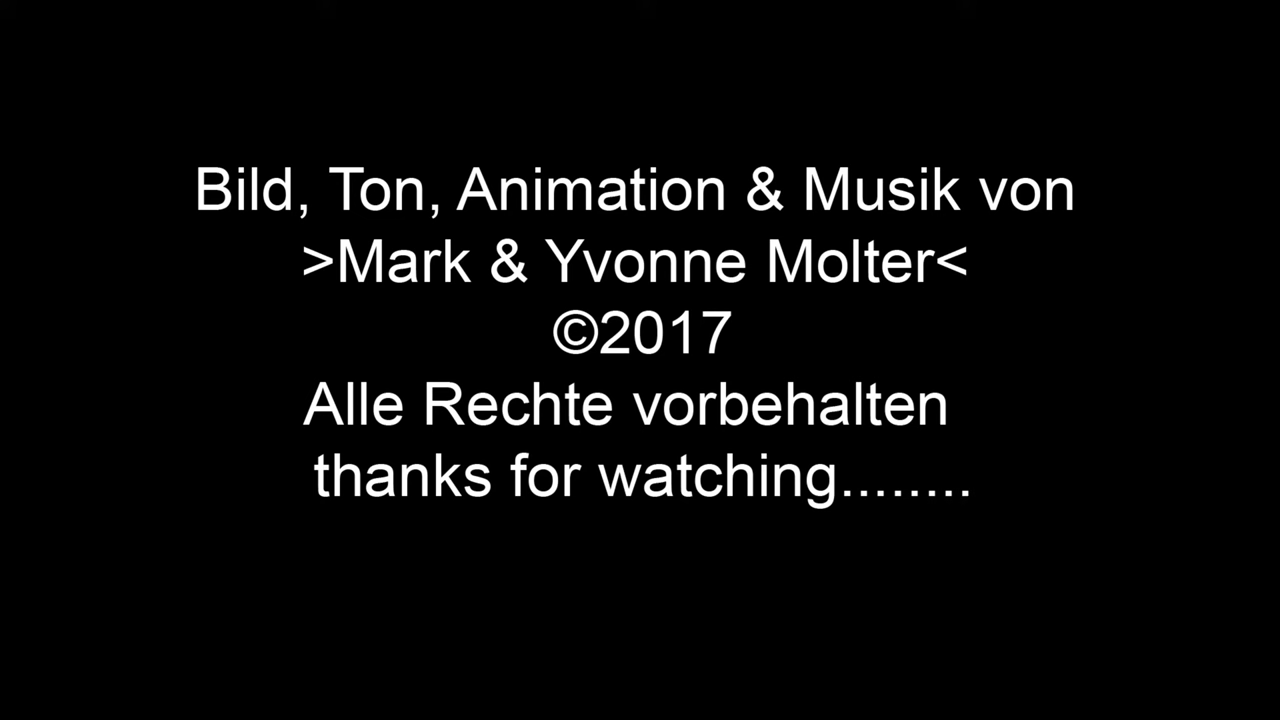 Bild, Ton, Animation & Musik von
>Mark & Yvonne Molter<
©2017
Alle Rechte vorbehalten
thanks for watching........